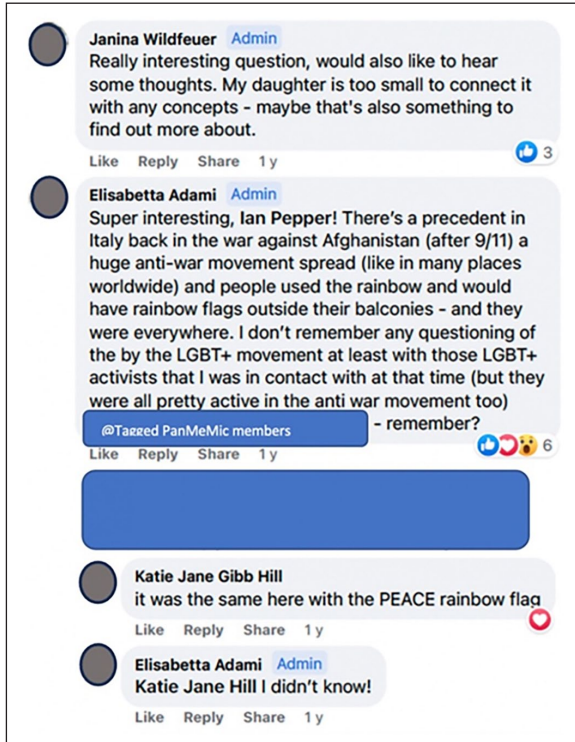 Janina Wildfeuer Admin
Really interesting question, would also like to hear
some thoughts. My daughter is too small to connect it
with any concepts - maybe that's also something to
find out more about.
Like Reply Share 1 y
3
Elisabetta Adami Admin
Super interesting, Ian Pepper! There's a precedent in
Italy back in the war against Afghanistan (after 9/11) a
huge anti-war movement spread (like in many places
worldwide) and people used the rainbow and would
have rainbow flags outside their balconies - and they
were everywhere. I don't remember any questioning of
the by the LGBT+ movement at least with those LGBT+
activists that I was in contact with at that time (but they
were all pretty active in the anti war movement too)
@Tagged PanMeMic members - remember?
Like Reply Share 1 y
6
Katie Jane Gibb Hill
it was the same here with the PEACE rainbow flag
Like Reply Share 1 y
Elisabetta Adami Admin
Katie Jane Hill I didn't know!
Like Reply Share 1 y